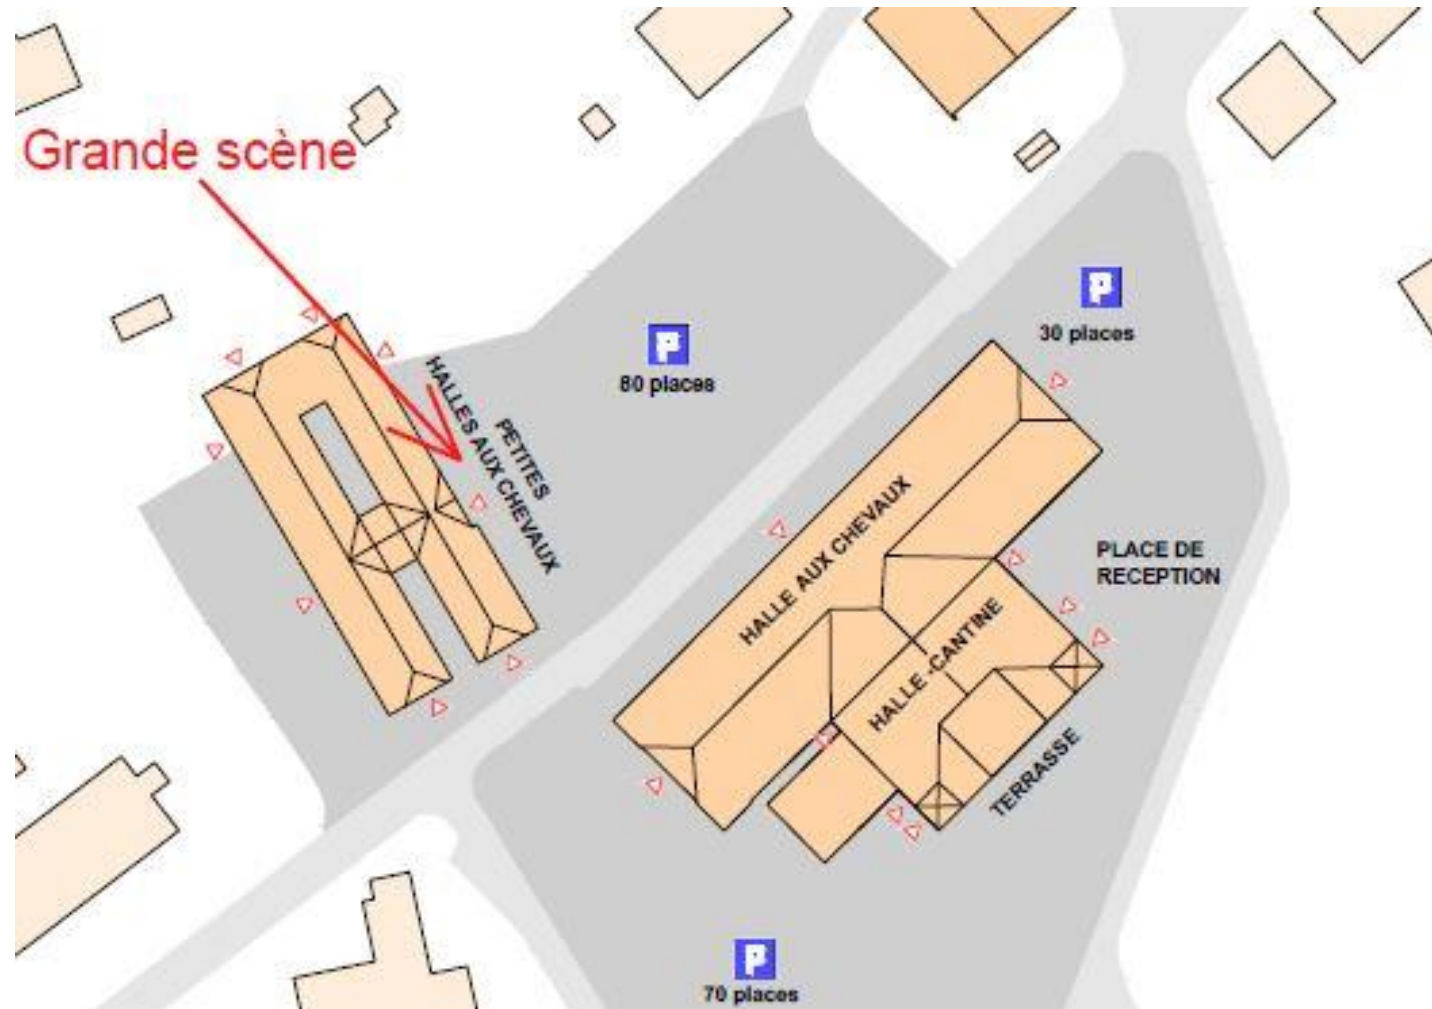 Grande scène
P
30 places
P
80 places
PETITES
HALLES AUX CHEVAUX
HALLE AUX CHEVAUX
PLACE DE
RECEPTION
HALLE -CANTINE
TERRASSE
P
70 places